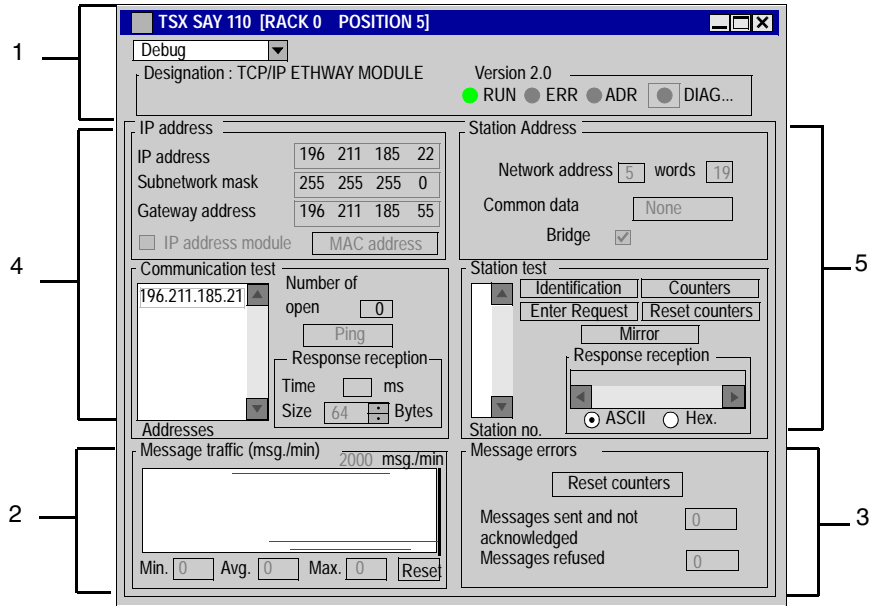 TSX SAY 110 [RACK 0 POSITION 5]
1
Debug
Designation : TCP/IP ETHWAY MODULE
Version 2.0
RUN ERR ADR DIAG...
IP address
IP address 196 211 185 22
Subnetwork mask 255 255 255 0
Gateway address 196 211 185 55
IP address module MAC address
4
Station Address
Network address 5 words 19
Common data None
Bridge
5
Communication test
196.211.185.21
Number of
open 0
Ping
Response reception
Time ms
Size 64 Bytes
Addresses
Station test
Identification Counters
Enter Request Reset counters
Mirror
Response reception
ASCII Hex.
Station no.
Message traffic (msg./min)
2000 msg./min
Min. 0 Avg. 0 Max. 0 Reset
2
Message errors
Reset counters
Messages sent and not
acknowledged 0
Messages refused 0
3